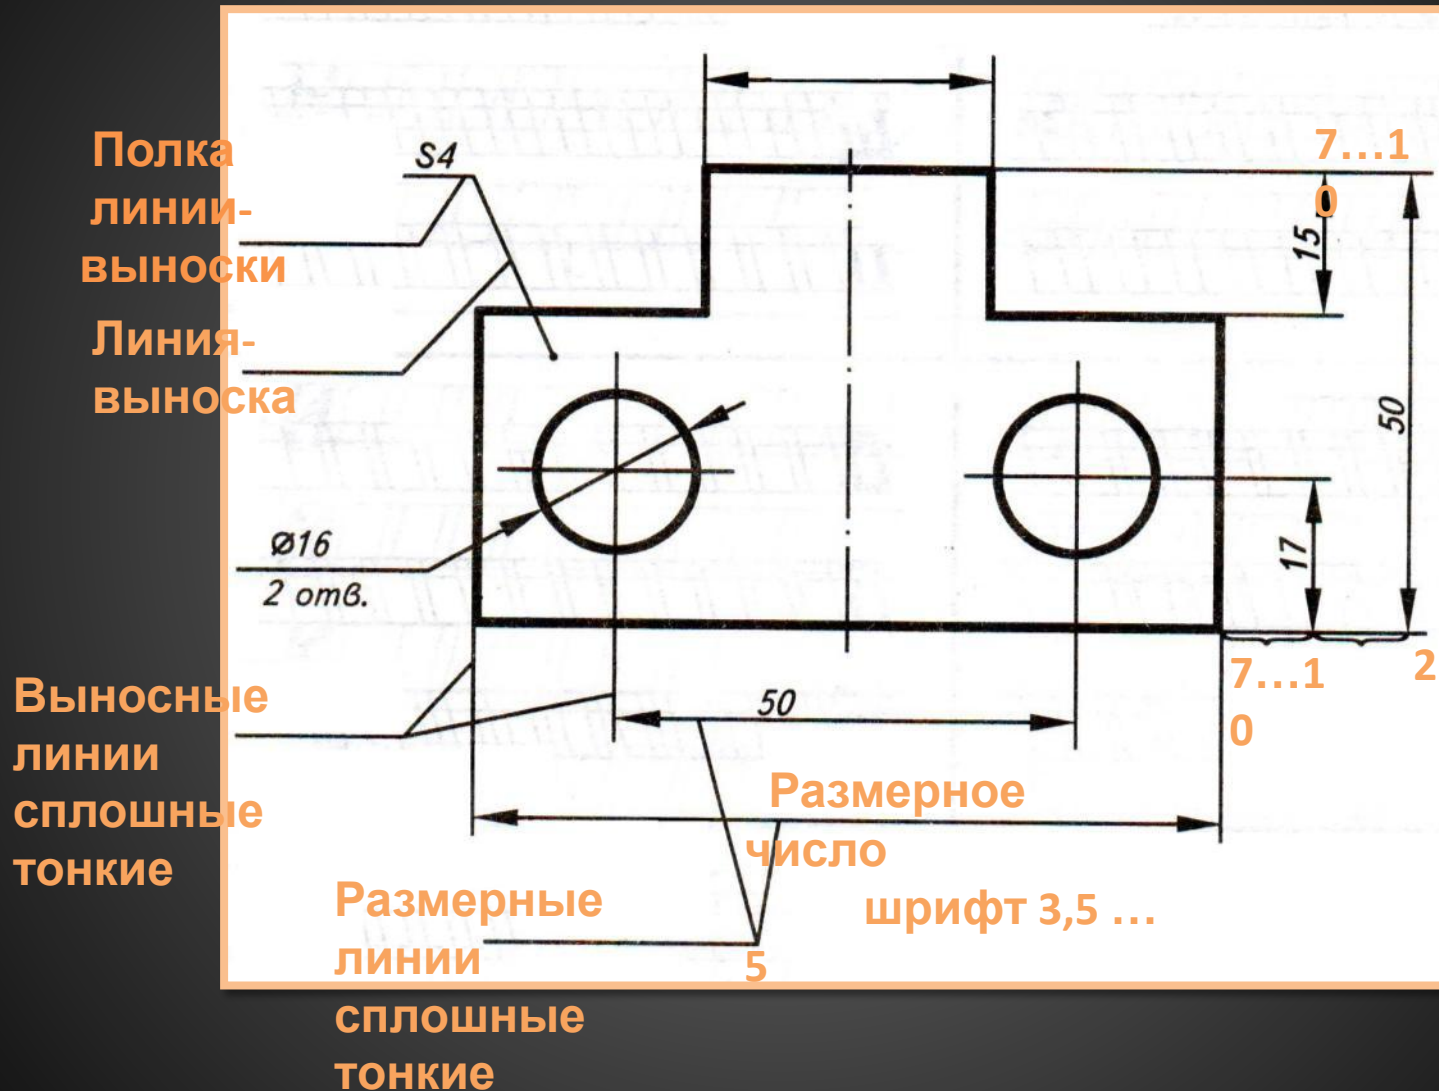 Полка
линии-
выноски
Линия-
выноска
S4
7...1
0
15
50
⌀16
2 отв.
17
Выносные
линии
сплошные
тонкие
7...1
0
2
50
Размерное
число
шрифт 3,5 ...
5
Размерные
линии
сплошные
тонкие